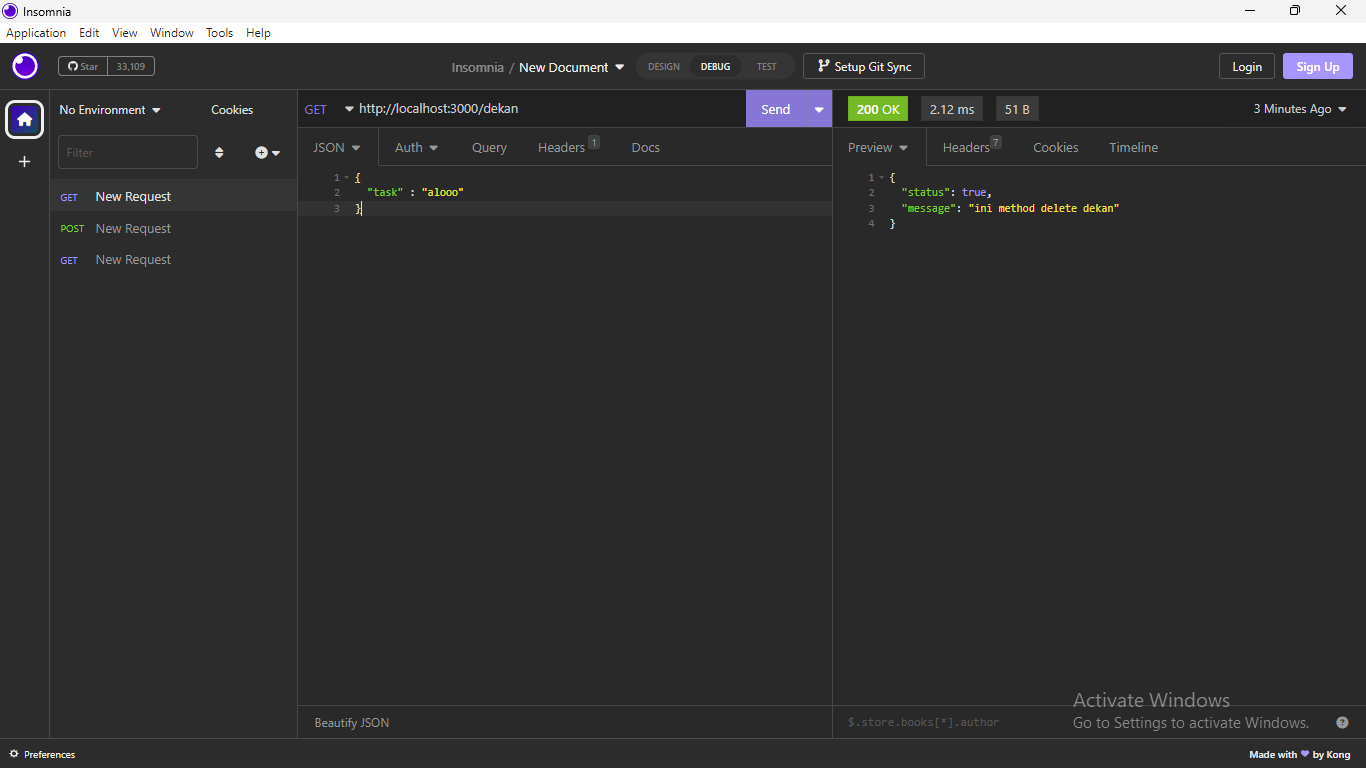 Insomnia
Application Edit View Window Tools Help
Star 33,109
Insomnia / New Document
DESIGN DEBUG TEST
Setup Git Sync
Login
Sign Up
No Environment
Cookies
GET http://localhost:3000/dekan
Send
200 OK 2.12 ms 51 B
3 Minutes Ago
Filter
JSON Auth Query Headers 1 Docs
Preview Headers 7 Cookies Timeline
GET New Request
POST New Request
GET New Request
1 {
2 "task" : "alooo"
3 }
1 {
2 "status": true,
3 "message": "ini method delete dekan"
4 }
Beautify JSON
$.store.books[*].author
Activate Windows
Go to Settings to activate Windows.
Preferences
Made with ♥ by Kong